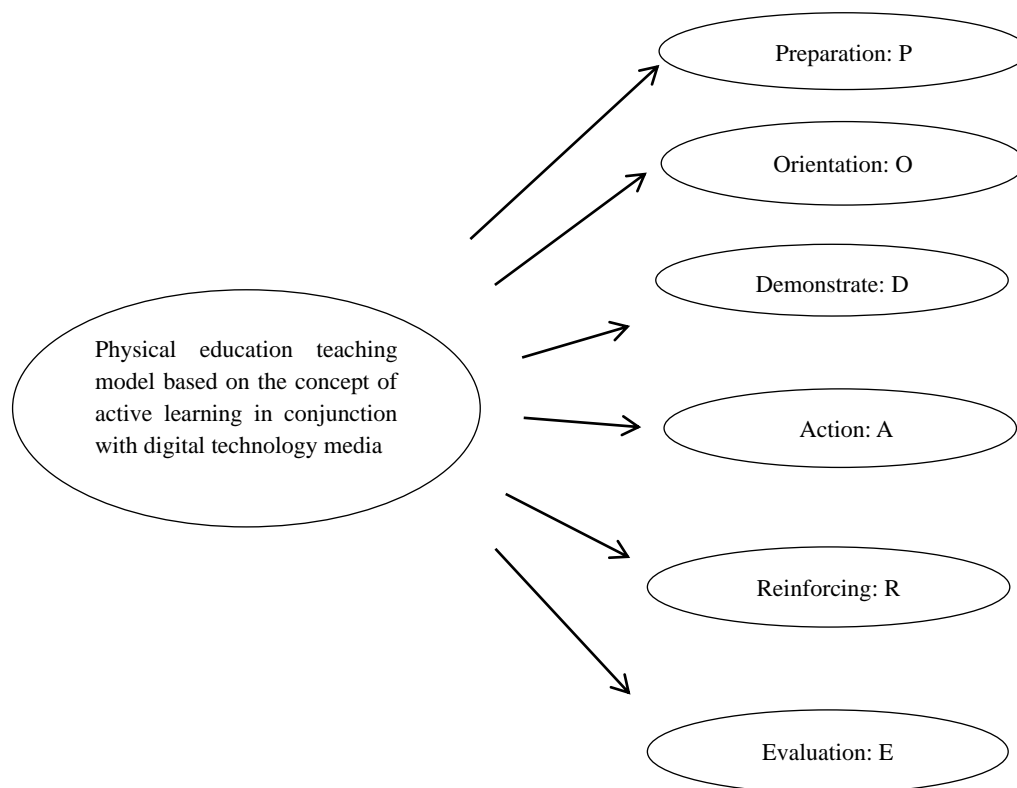 Preparation: P
Orientation: O
Demonstrate: D
Physical education teaching
model based on the concept of
active learning in conjunction
with digital technology media
Action: A
Reinforcing: R
Evaluation: E